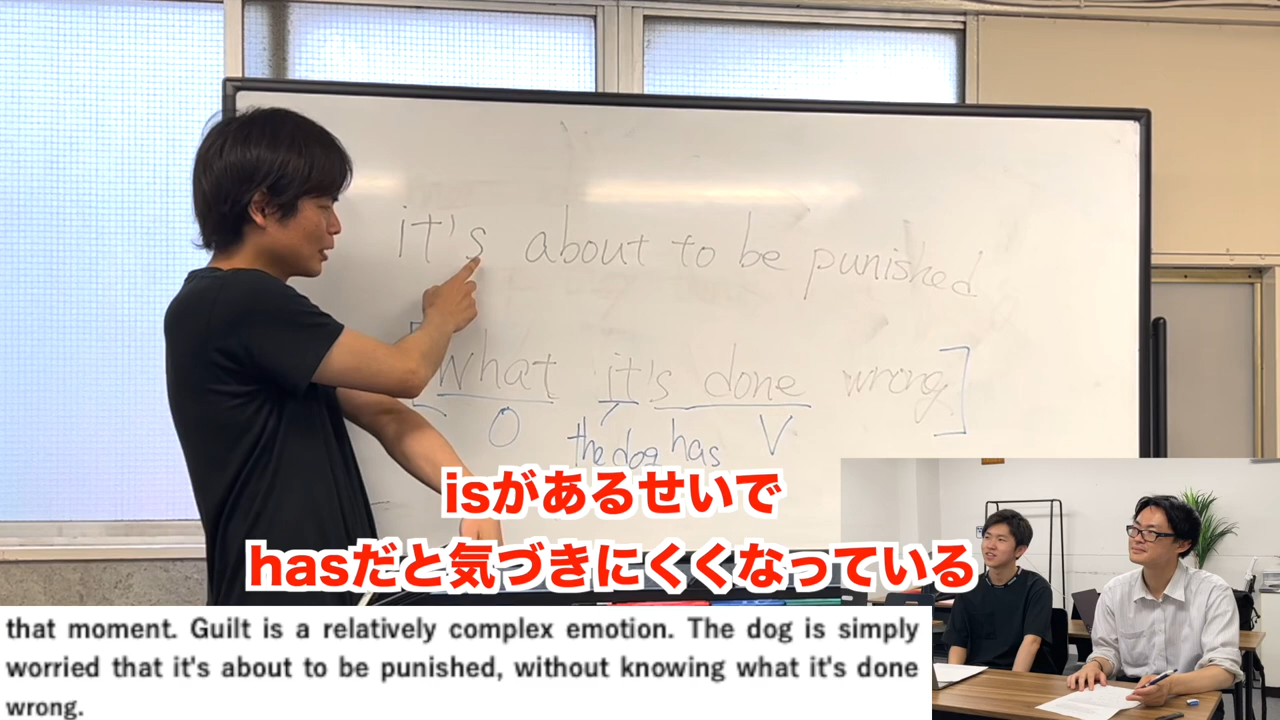 it's about to be punished
[what it's done wrong]
O the dog has V
isがあるせいで
hasだと気づきにくくなっている
that moment. Guilt is a relatively complex emotion. The dog is simply
worried that it's about to be punished, without knowing what it's done
wrong.